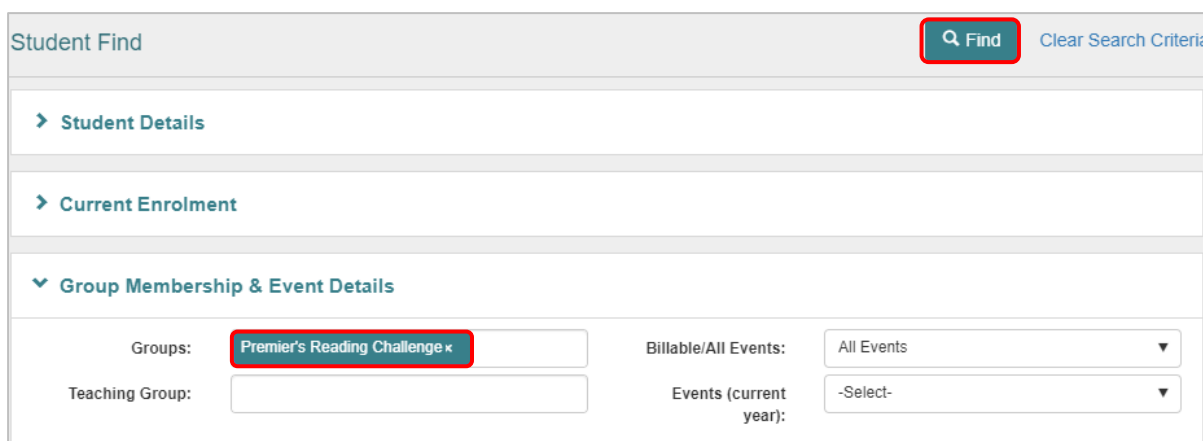 Student Find
Find
Clear Search Criteria
Student Details
Current Enrolment
Group Membership & Event Details
Groups: Premier's Reading Challenge× Billable/All Events: All Events
Teaching Group: Events (current year): -Select-